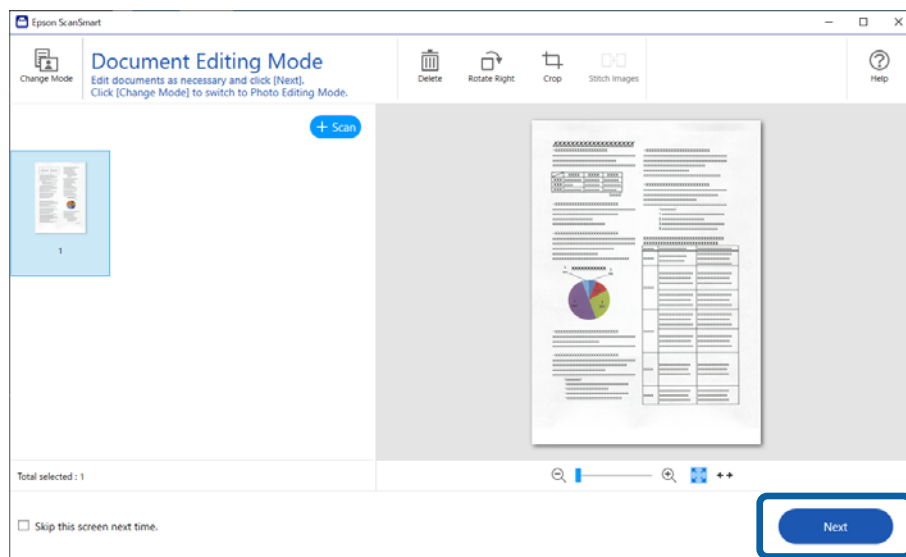 Epson ScanSmart
Change Mode
Document Editing Mode
Edit documents as necessary and click [Next].
Click [Change Mode] to switch to Photo Editing Mode.
Delete
Rotate Right
Crop
Stitch Images
Help
+ Scan
1
Total selected : 1
Skip this screen next time.
Next